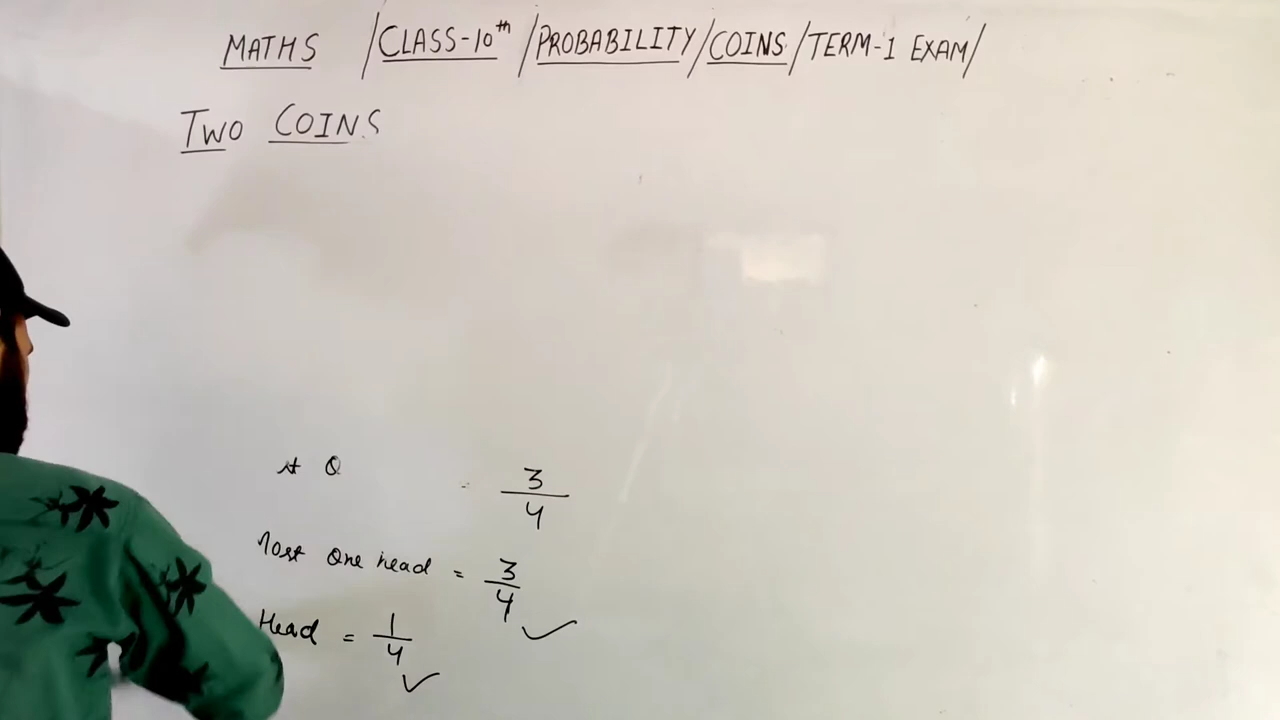 MATHS /CLASS-10th/PROBABILITY/COINS/TERM-1 EXAM/
TWO COINS
= 3/4
Most One head = 3/4 ✓
Head = 1/4 ✓